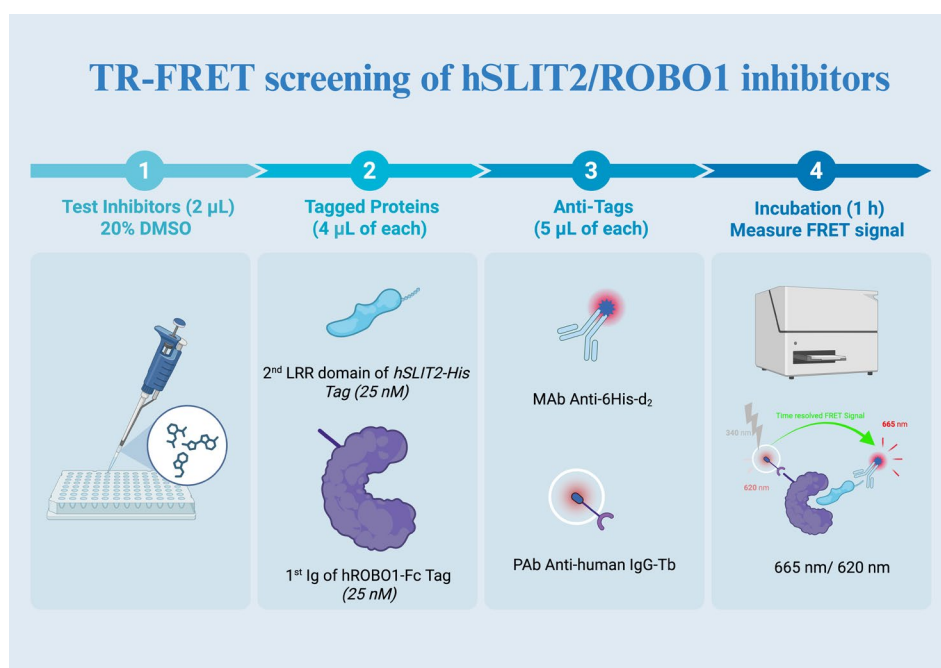 TR-FRET screening of hSLIT2/ROBO1 inhibitors
1
Test Inhibitors (2 µL)
20% DMSO
2
Tagged Proteins
(4 µL of each)
3
Anti-Tags
(5 µL of each)
4
Incubation (1 h)
Measure FRET signal
2nd LRR domain of hSLIT2-His
Tag (25 nM)
1st Ig of hROBO1-Fc Tag
(25 nM)
MAb Anti-6His-d2
PAb Anti-human IgG-Tb
Time resolved FRET Signal
665 nm
340 nm
620 nm
665 nm/ 620 nm